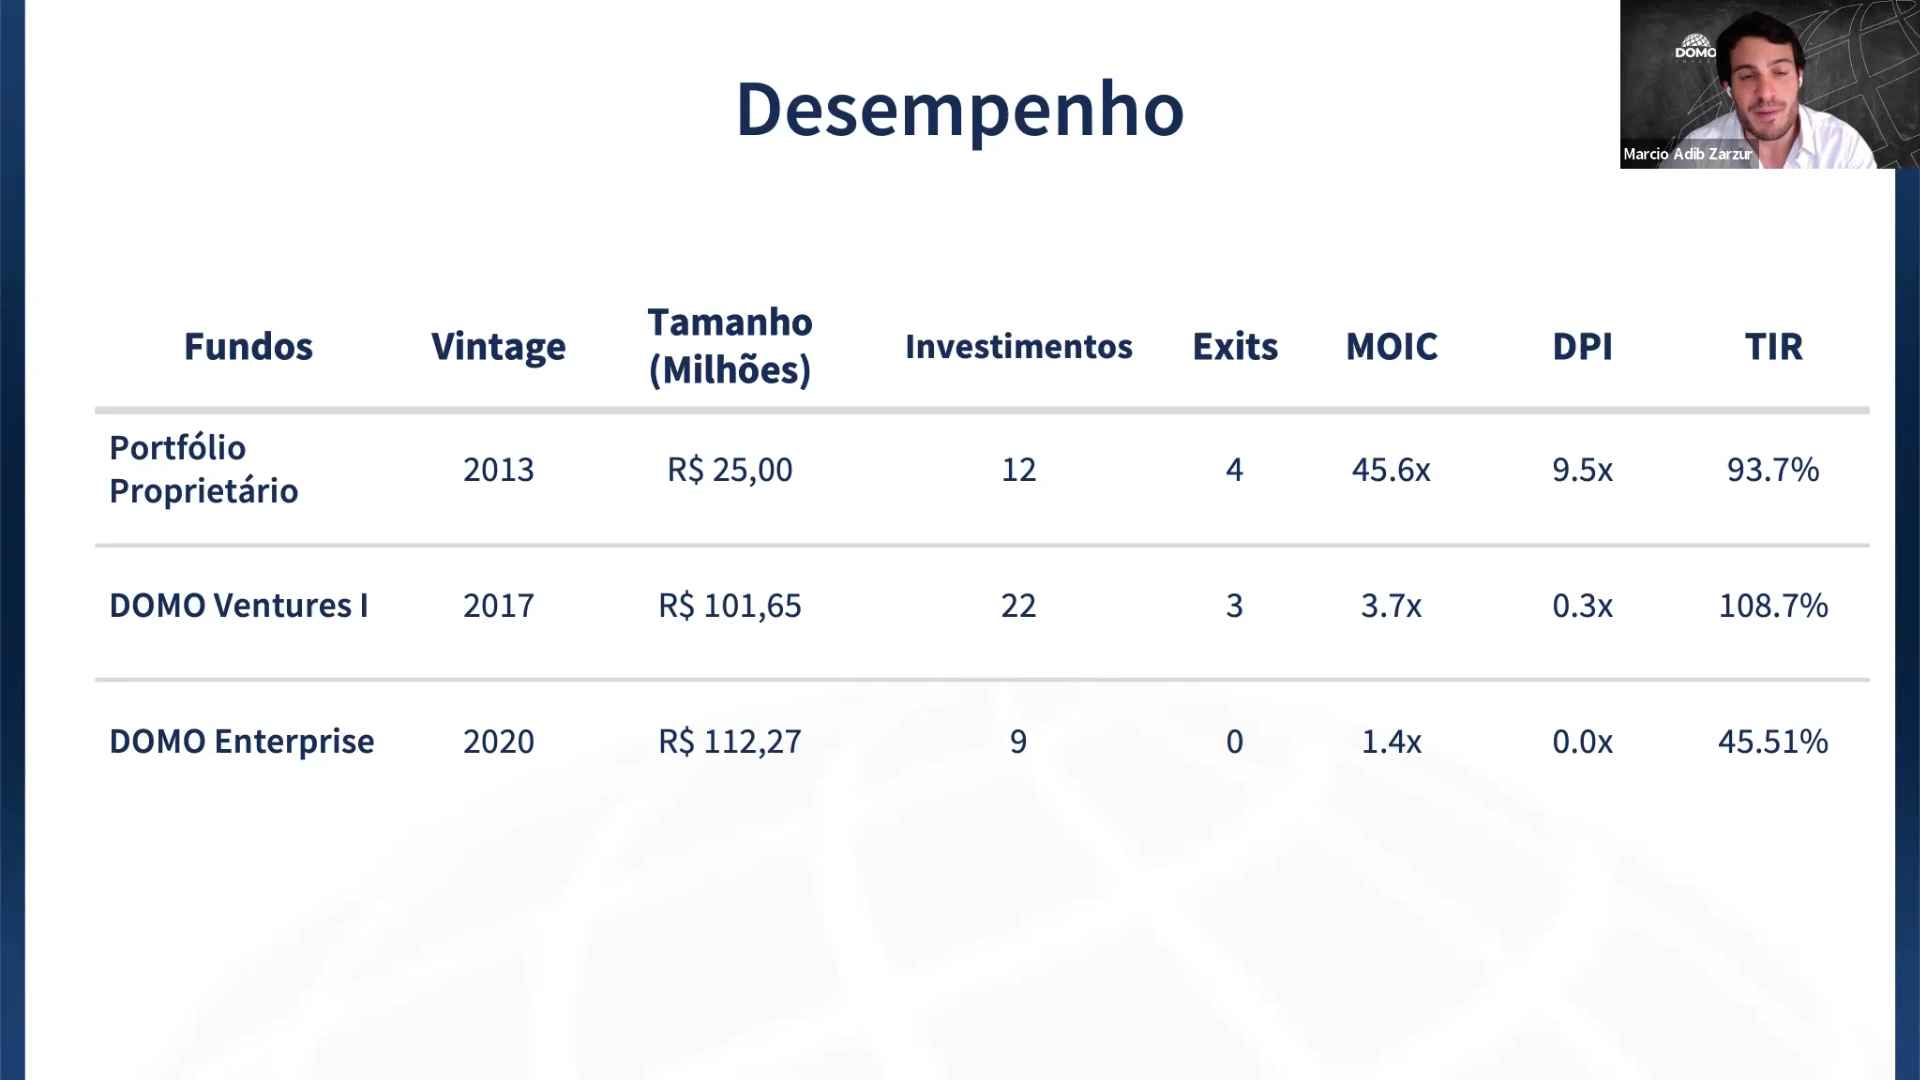 Desempenho
DOMO
Marcio Adib Zarzur
Fundos Vintage Tamanho (Milhões) Investimentos Exits MOIC DPI TIR
Portfólio Proprietário 2013 R$ 25,00 12 4 45.6x 9.5x 93.7%
DOMO Ventures I 2017 R$ 101,65 22 3 3.7x 0.3x 108.7%
DOMO Enterprise 2020 R$ 112,27 9 0 1.4x 0.0x 45.51%